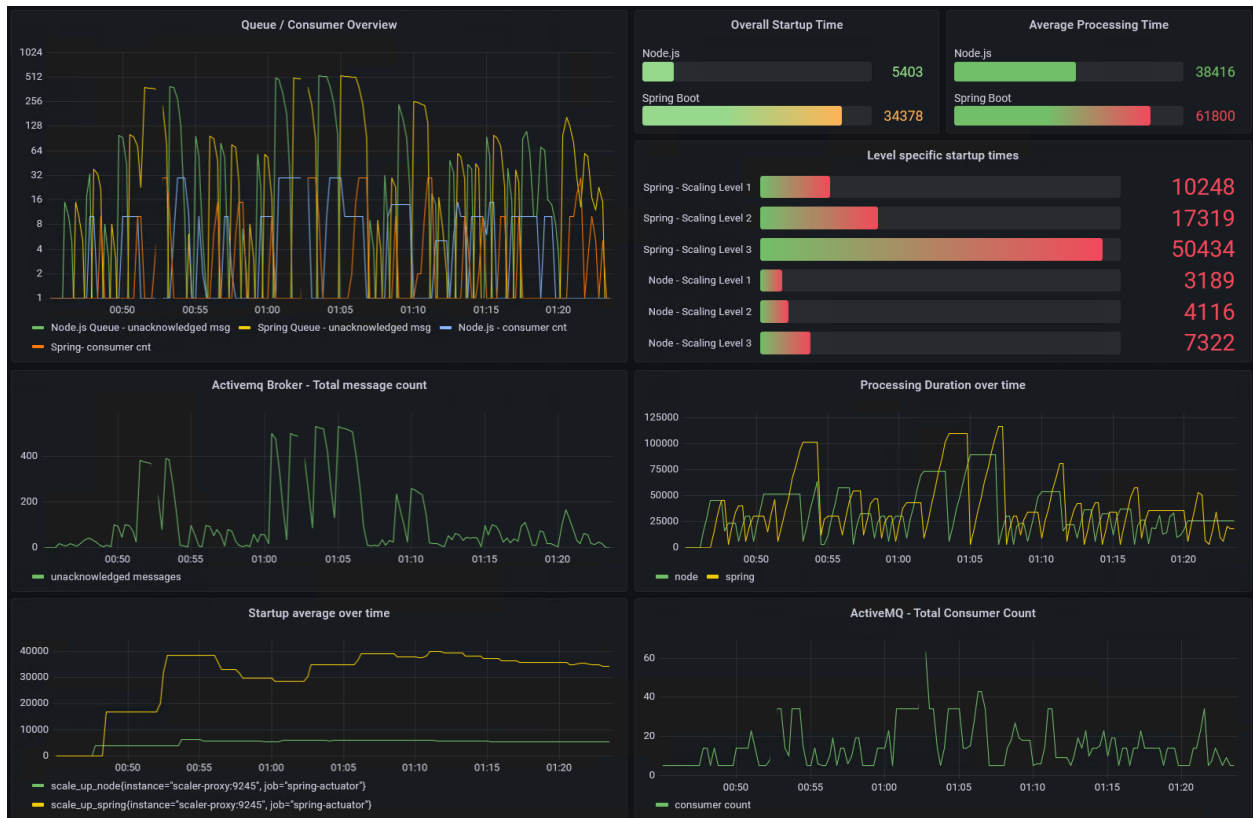 Queue / Consumer Overview
1024
512
256
128
64
32
16
8
4
2
1
00:50 00:55 01:00 01:05 01:10 01:15 01:20
Node.js Queue - unacknowledged msg Spring Queue - unacknowledged msg Node.js - consumer cnt
Spring- consumer cnt
Overall Startup Time
Node.js
5403
Spring Boot
34378
Average Processing Time
Node.js
38416
Spring Boot
61800
Level specific startup times
Spring - Scaling Level 1 10248
Spring - Scaling Level 2 17319
Spring - Scaling Level 3 50434
Node - Scaling Level 1 3189
Node - Scaling Level 2 4116
Node - Scaling Level 3 7322
Activemq Broker - Total message count
400
200
0
00:50 00:55 01:00 01:05 01:10 01:15 01:20
unacknowledged messages
Processing Duration over time
125000
100000
75000
50000
25000
0
00:50 00:55 01:00 01:05 01:10 01:15 01:20
node spring
Startup average over time
40000
30000
20000
10000
0
00:50 00:55 01:00 01:05 01:10 01:15 01:20
scale_up_node{instance="scaler-proxy:9245", job="spring-actuator"}
scale_up_spring{instance="scaler-proxy:9245", job="spring-actuator"}
ActiveMQ - Total Consumer Count
60
40
20
0
00:50 00:55 01:00 01:05 01:10 01:15 01:20
consumer count